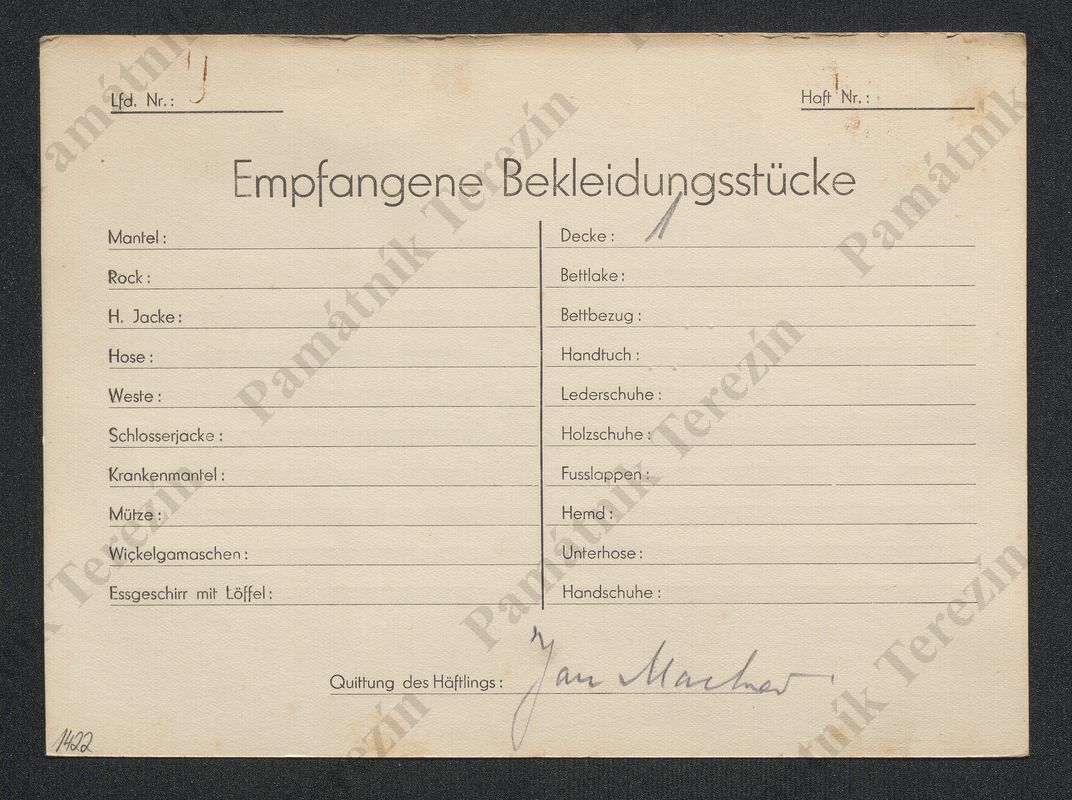 Lfd. Nr.:
Haft Nr.:
Empfangene Bekleidungsstücke
Mantel:
Rock:
H. Jacke:
Hose:
Weste:
Schlosserjacke:
Krankenmantel:
Mütze:
Wickelgamaschen:
Essgeschirr mit Löffel:
Decke: 1
Bettlake:
Bettbezug:
Handtuch:
Lederschuhe:
Holzschuhe:
Fusslappen:
Hemd:
Unterhose:
Handschuhe:
Quittung des Häftlings: Jan
1422
Památník Terezín